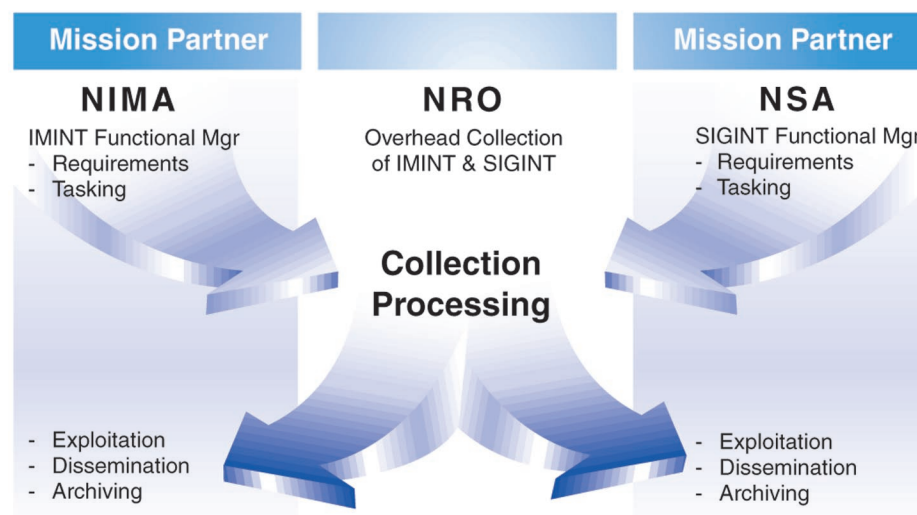 Mission Partner
Mission Partner
NIMA
IMINT Functional Mgr
- Requirements
- Tasking
NRO
Overhead Collection
of IMINT & SIGINT
NSA
SIGINT Functional Mgr
- Requirements
- Tasking
Collection
Processing
- Exploitation
- Dissemination
- Archiving
- Exploitation
- Dissemination
- Archiving